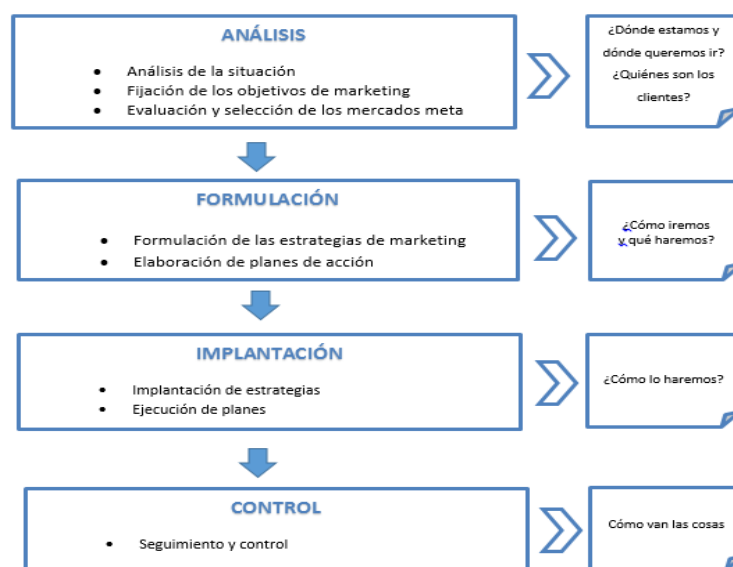 ANÁLISIS
• Análisis de la situación
• Fijación de los objetivos de marketing
• Evaluación y selección de los mercados meta
¿Dónde estamos y
dónde queremos ir?
¿Quiénes son los
clientes?
FORMULACIÓN
• Formulación de las estrategias de marketing
• Elaboración de planes de acción
¿Cómo iremos
y qué haremos?
IMPLANTACIÓN
• Implantación de estrategias
• Ejecución de planes
¿Cómo lo haremos?
CONTROL
• Seguimiento y control
Cómo van las cosas